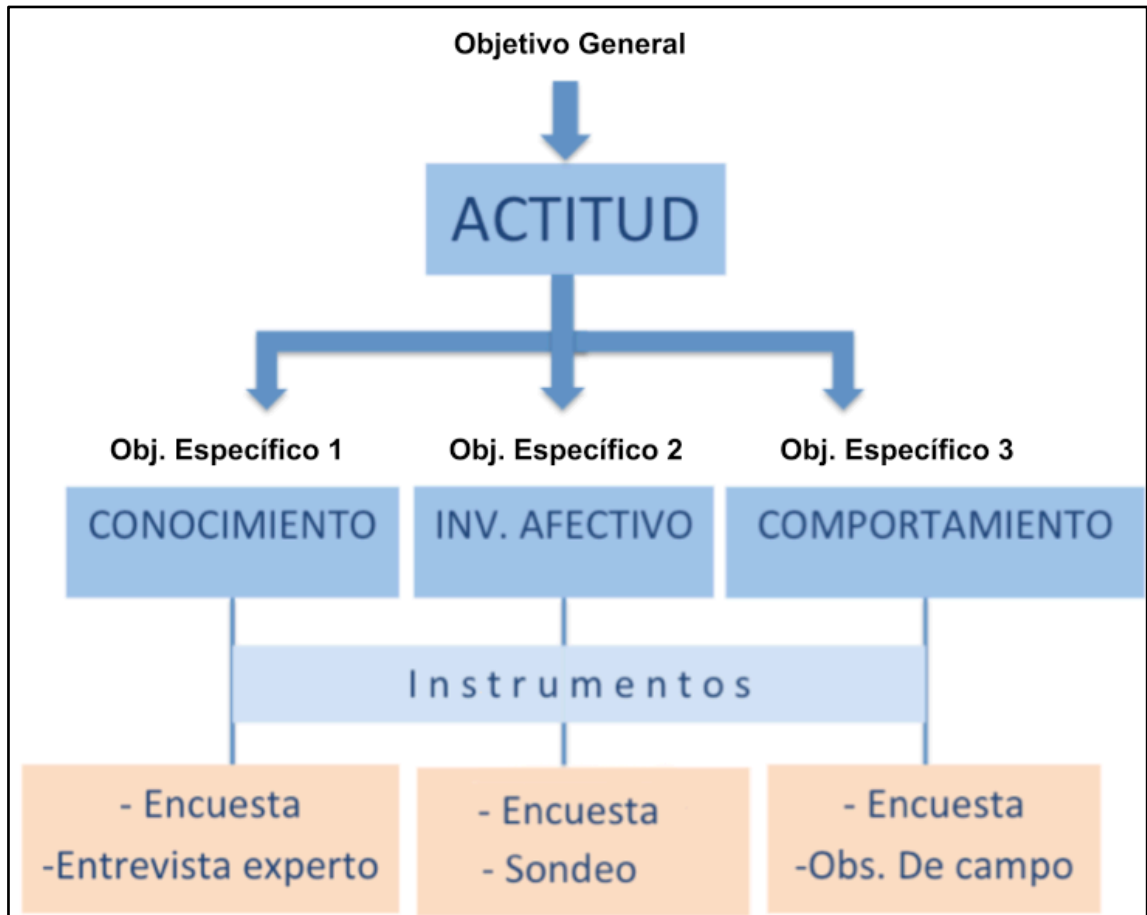 Objetivo General
ACTITUD
Obj. Específico 1
Obj. Específico 2
Obj. Específico 3
CONOCIMIENTO
INV. AFECTIVO
COMPORTAMIENTO
Instrumentos
- Encuesta
-Entrevista experto
- Encuesta
- Sondeo
- Encuesta
-Obs. De campo